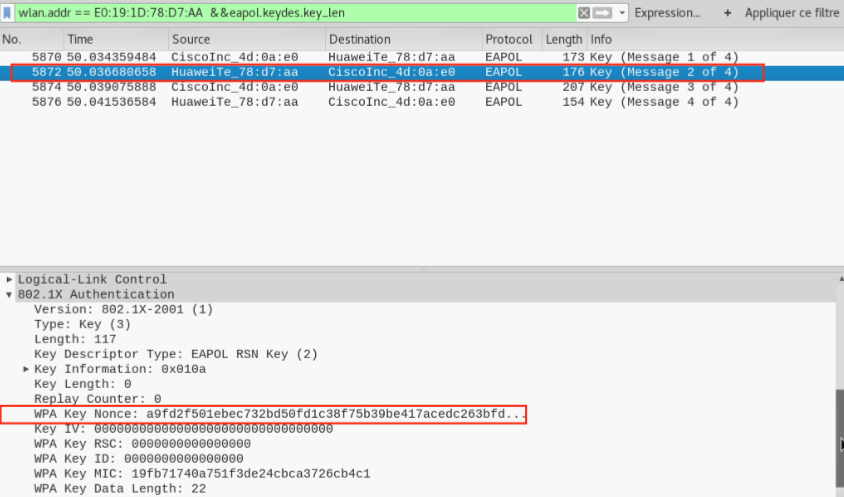 wlan.addr == E0:19:1D:78:D7:AA &&eapol.keydes.key_len Expression... + Appliquer ce filtre
No. Time Source Destination Protocol Length Info
5870 50.034359484 CiscoInc_4d:0a:e0 HuaweiTe_78:d7:aa EAPOL 173 Key (Message 1 of 4)
5872 50.036680658 HuaweiTe_78:d7:aa CiscoInc_4d:0a:e0 EAPOL 176 Key (Message 2 of 4)
5874 50.039075888 CiscoInc_4d:0a:e0 HuaweiTe_78:d7:aa EAPOL 207 Key (Message 3 of 4)
5876 50.041536584 HuaweiTe_78:d7:aa CiscoInc_4d:0a:e0 EAPOL 154 Key (Message 4 of 4)
Logical-Link Control
802.1X Authentication
Version: 802.1X-2001 (1)
Type: Key (3)
Length: 117
Key Descriptor Type: EAPOL RSN Key (2)
Key Information: 0x010a
Key Length: 0
Replay Counter: 0
WPA Key Nonce: a9fd2f501ebec732bd50fd1c38f75b39be417acedc263bfd...
Key IV: 00000000000000000000000000000000
WPA Key RSC: 0000000000000000
WPA Key ID: 0000000000000000
WPA Key MIC: 19fb71740a751f3de24cbca3726cb4c1
WPA Key Data Length: 22